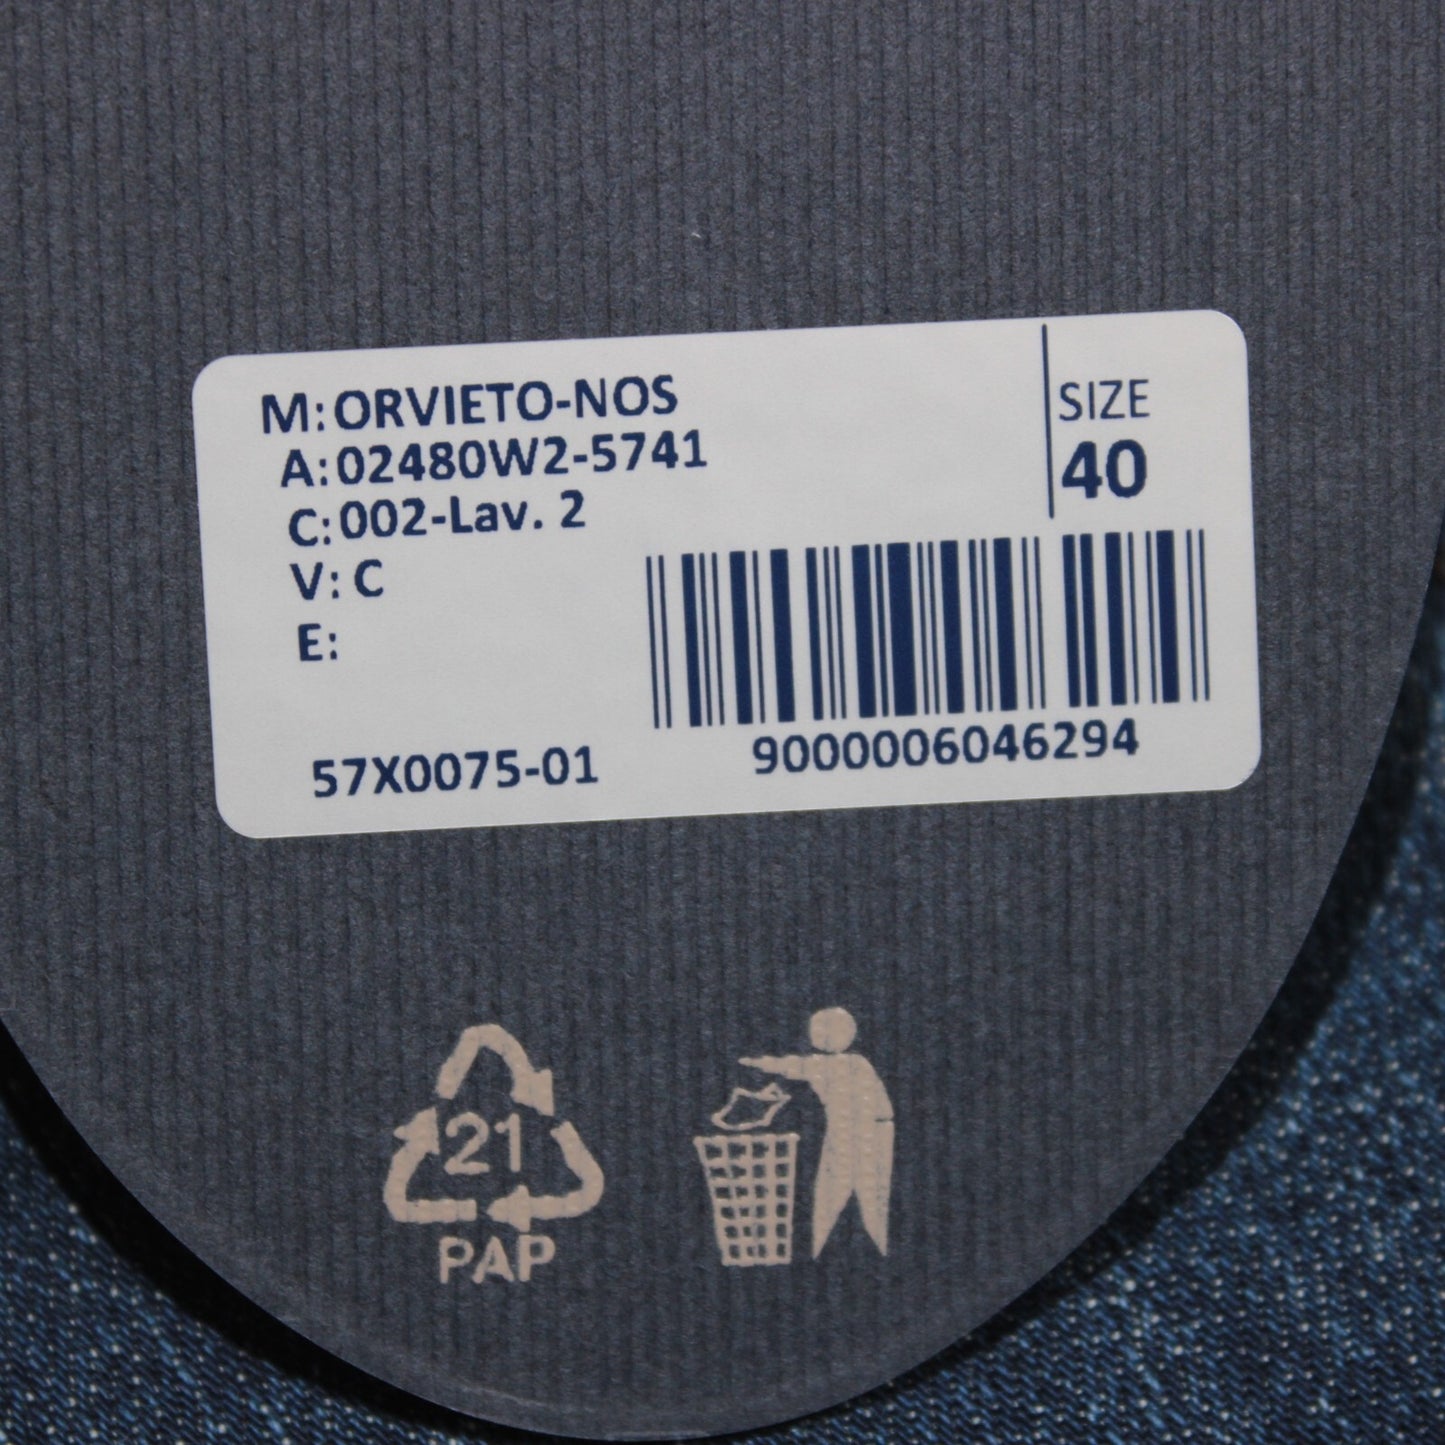 M: ORVIETO-NOS
A: 02480W2-5741
C: 002-Lav. 2
V: C
E:
SIZE
40
57X0075-01
9000006046294
21
PAP